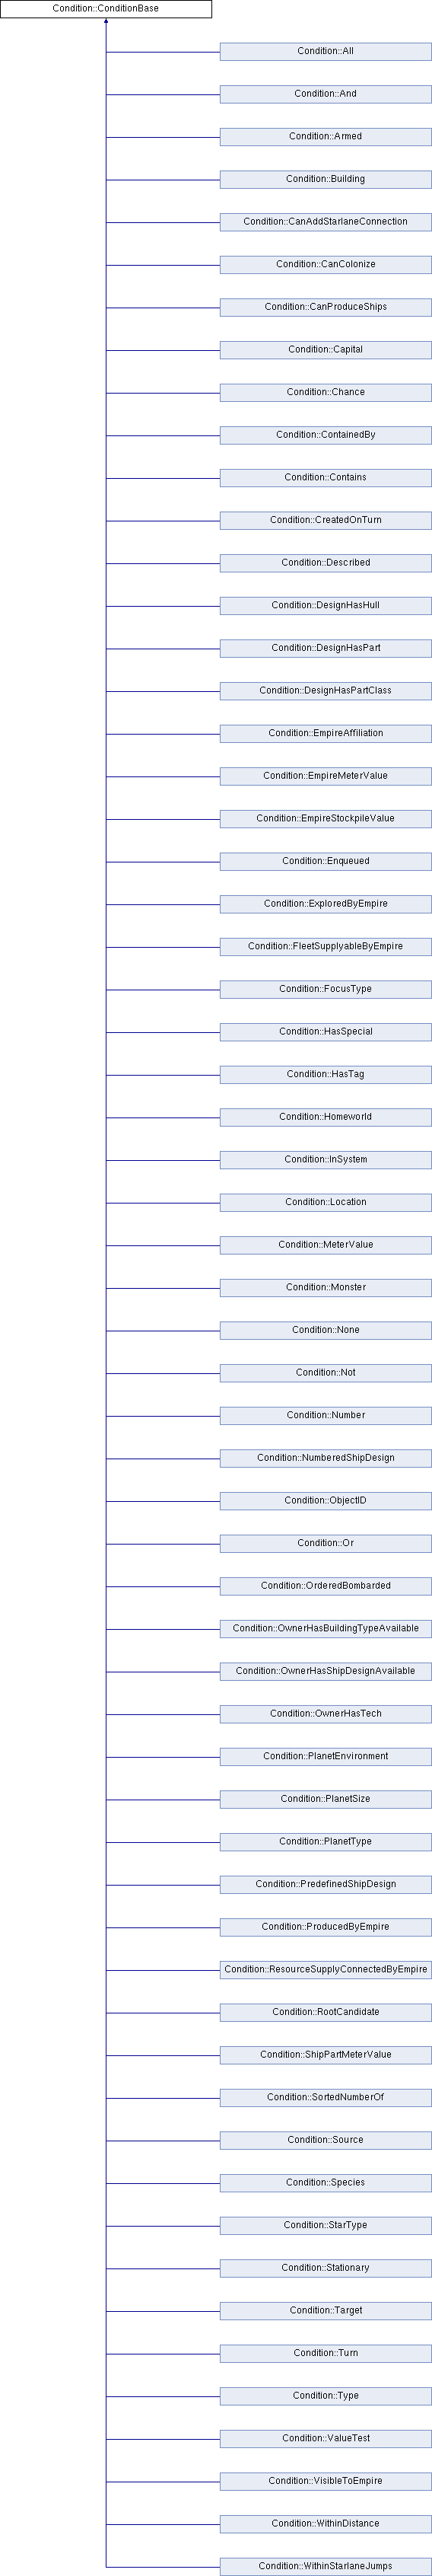 Condition::ConditionBase
Condition::All
Condition::And
Condition::Armed
Condition::Building
Condition::CanAddStarlaneConnection
Condition::CanColonize
Condition::CanProduceShips
Condition::Capital
Condition::Chance
Condition::ContainedBy
Condition::Contains
Condition::CreatedOnTurn
Condition::Described
Condition::DesignHasHull
Condition::DesignHasPart
Condition::DesignHasPartClass
Condition::EmpireAffiliation
Condition::EmpireMeterValue
Condition::EmpireStockpileValue
Condition::Enqueued
Condition::ExploredByEmpire
Condition::FleetSupplyableByEmpire
Condition::FocusType
Condition::HasSpecial
Condition::HasTag
Condition::Homeworld
Condition::InSystem
Condition::Location
Condition::MeterValue
Condition::Monster
Condition::None
Condition::Not
Condition::Number
Condition::NumberedShipDesign
Condition::ObjectID
Condition::Or
Condition::OrderedBombarded
Condition::OwnerHasBuildingTypeAvailable
Condition::OwnerHasShipDesignAvailable
Condition::OwnerHasTech
Condition::PlanetEnvironment
Condition::PlanetSize
Condition::PlanetType
Condition::PredefinedShipDesign
Condition::ProducedByEmpire
Condition::ResourceSupplyConnectedByEmpire
Condition::RootCandidate
Condition::ShipPartMeterValue
Condition::SortedNumberOf
Condition::Source
Condition::Species
Condition::StarType
Condition::Stationary
Condition::Target
Condition::Turn
Condition::Type
Condition::ValueTest
Condition::VisibleToEmpire
Condition::WithinDistance
Condition::WithinStarlaneJumps